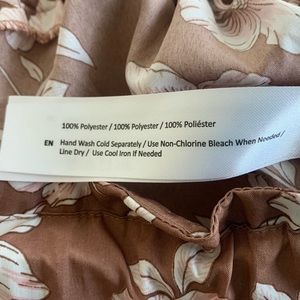 100% Polyester / 100% Polyester / 100% Poliéster
EN Hand Wash Cold Separately / Use Non-Chlorine Bleach When Needed /
Line Dry / Use Cool Iron If Needed